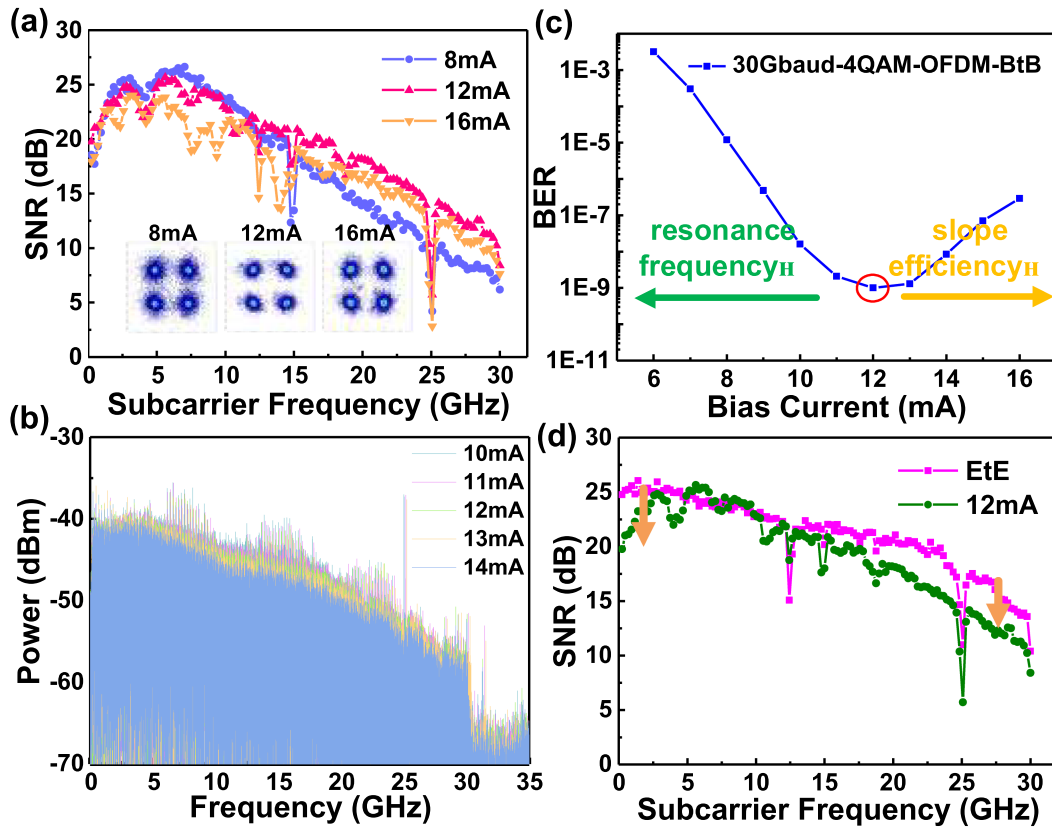 (a)
30
25
20
15
10
5
0
SNR (dB)
8mA
12mA
16mA
8mA 12mA 16mA
0 5 10 15 20 25 30
Subcarrier Frequency (GHz)
(c)
1E-3
1E-5
1E-7
1E-9
1E-11
BER
30Gbaud-4QAM-OFDM-BtB
resonance
frequencyн
slope
efficiencyн
6 8 10 12 14 16
Bias Current (mA)
(b)
-30
-40
-50
-60
-70
Power (dBm)
10mA
11mA
12mA
13mA
14mA
0 5 10 15 20 25 30 35
Frequency (GHz)
(d)
30
25
20
15
10
5
0
SNR (dB)
EtE
12mA
0 5 10 15 20 25 30
Subcarrier Frequency (GHz)